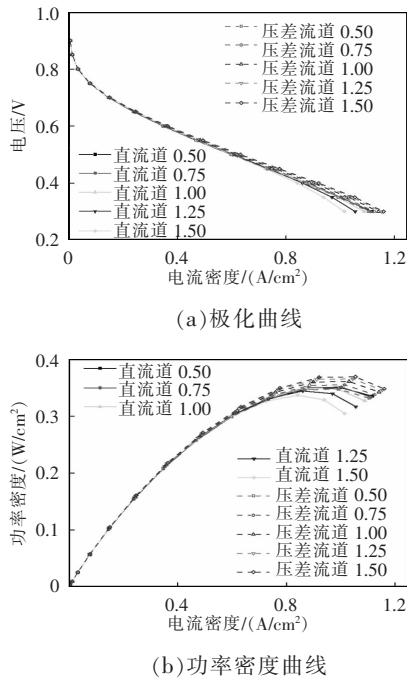 1.0
0.8
0.6
0.4
0.2
电压/V
压差流道 0.50
压差流道 0.75
压差流道 1.00
压差流道 1.25
压差流道 1.50
直流道 0.50
直流道 0.75
直流道 1.00
直流道 1.25
直流道 1.50
0
0.4
0.8
1.2
电流密度/(A/cm²)
(a)极化曲线
0.4
0.3
0.2
0.1
0
功率密度/(W/cm²)
直流道 0.50
直流道 0.75
直流道 1.00
直流道 1.25
直流道 1.50
压差流道 0.50
压差流道 0.75
压差流道 1.00
压差流道 1.25
压差流道 1.50
0.4
0.8
1.2
电流密度/(A/cm²)
(b)功率密度曲线